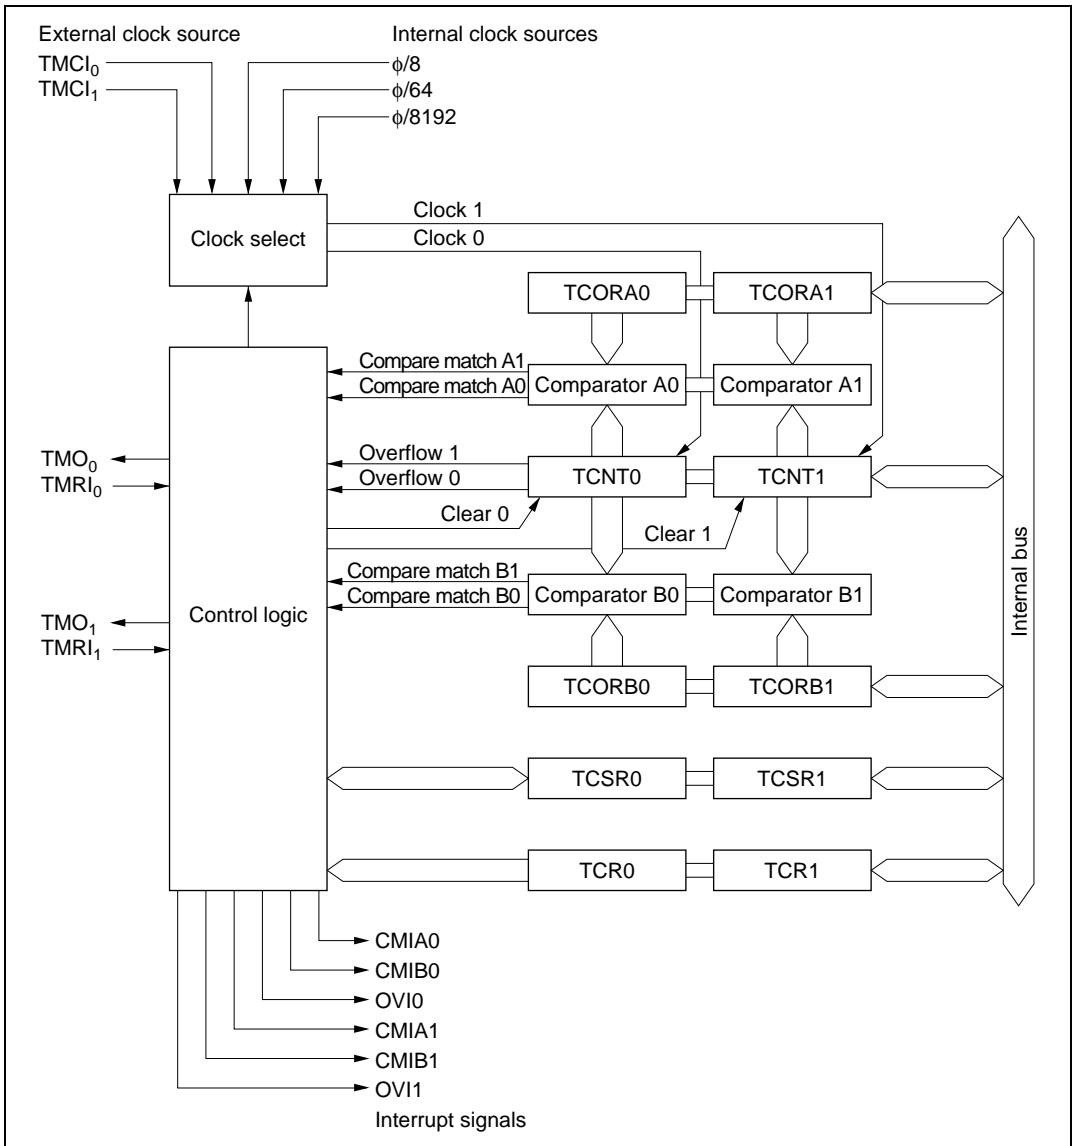 External clock source
Internal clock sources
TMCI₀
ϕ/8
TMCI₁
ϕ/64
ϕ/8192
Clock select
Clock 1
Clock 0
TCORA0
TCORA1
Compare match A1
Compare match A0
Comparator A0
Comparator A1
TMO₀
TMRI₀
Overflow 1
Overflow 0
TCNT0
TCNT1
Clear 0
Clear 1
Internal bus
Compare match B1
Compare match B0
Comparator B0
Comparator B1
Control logic
TMO₁
TMRI₁
TCORB0
TCORB1
TCSR0
TCSR1
TCR0
TCR1
CMIA0
CMIB0
OVI0
CMIA1
CMIB1
OVI1
Interrupt signals